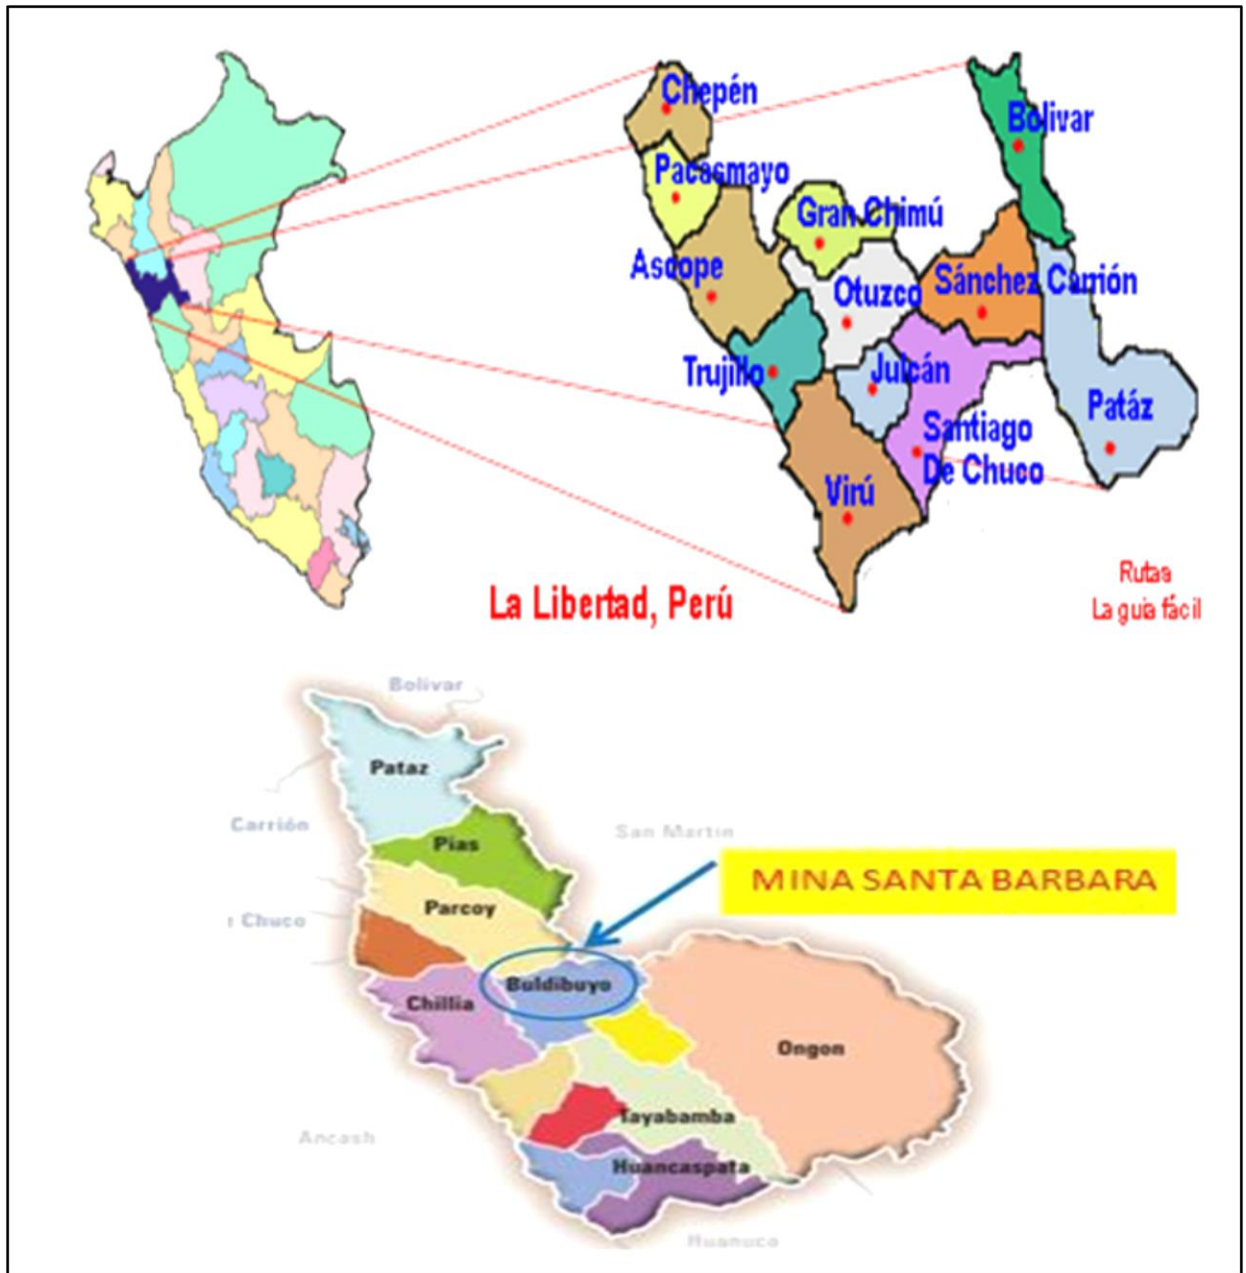 Chepén
Bolivar
Pacasmayo
Gran Chimú
Ascope
Otuzco
Sánchez Carrión
Trujillo
Julcán
Patáz
Santiago
De Chuco
Virú
La Libertad, Perú
Rutas
La guia fácil
Bolivar
Pataz
Carrión
San Martin
Pias
MINA SANTA BARBARA
Parcoy
Chuco
Buldibuyo
Chillia
Ongon
Tayabamba
Ancash
Huancaspata
Huanuco